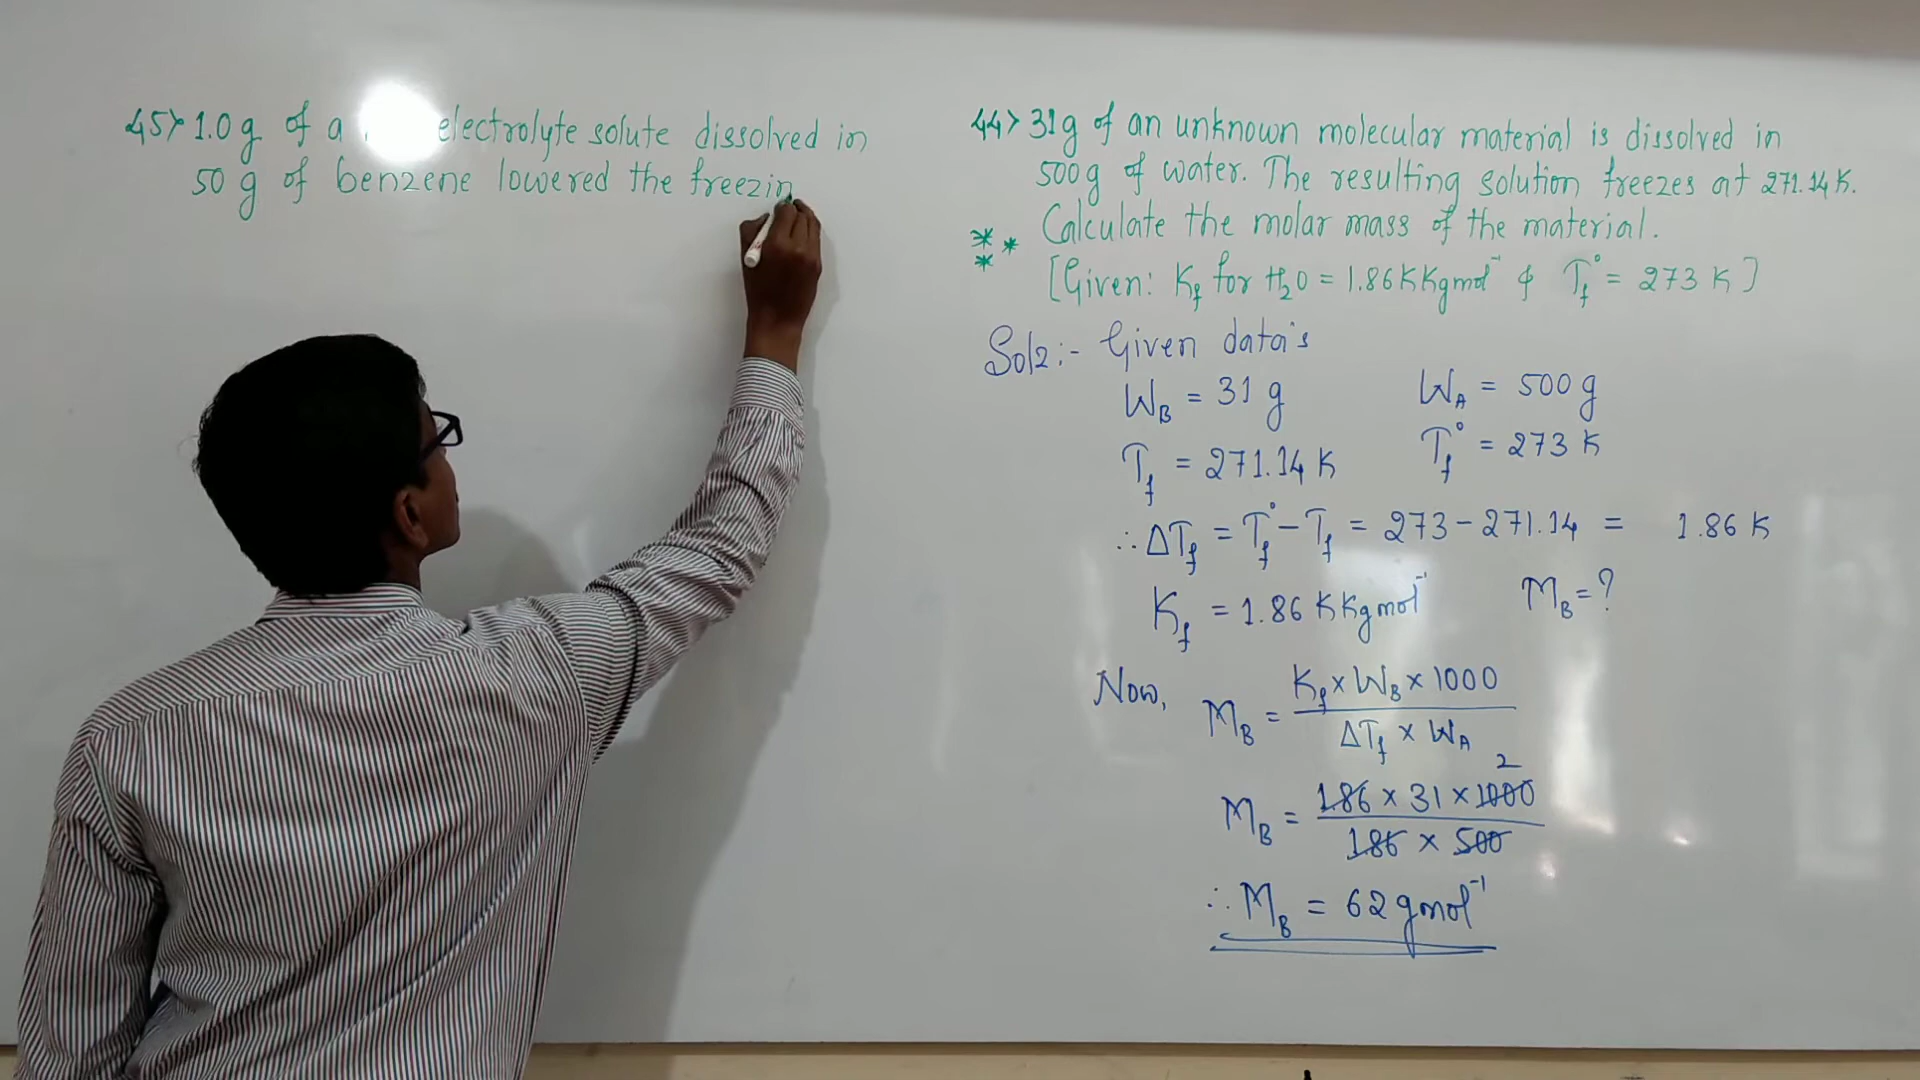 45> 1.0 g of a electrolyte solute dissolved in
50 g of benzene lowered the freezin
44> 31g of an unknown molecular material is dissolved in
500g of water. The resulting solution freezes at 271.14K.
Calculate the molar mass of the material.
[Given: Kf for H₂O = 1.86 K Kg mol⁻¹ & Tf° = 273 K]
Soln:- Given data's
WB = 31 g WA = 500 g
Tf = 271.14 K Tf° = 273 K
∴ ΔTf = Tf° - Tf = 273 - 271.14 = 1.86 K
Kf = 1.86 K Kg mol⁻¹ MB = ?
Now, MB = Kf × WB × 1000 / ΔTf × WA
2
MB = 1.86 × 31 × 1000 / 1.86 × 500
∴ MB = 62 g mol⁻¹